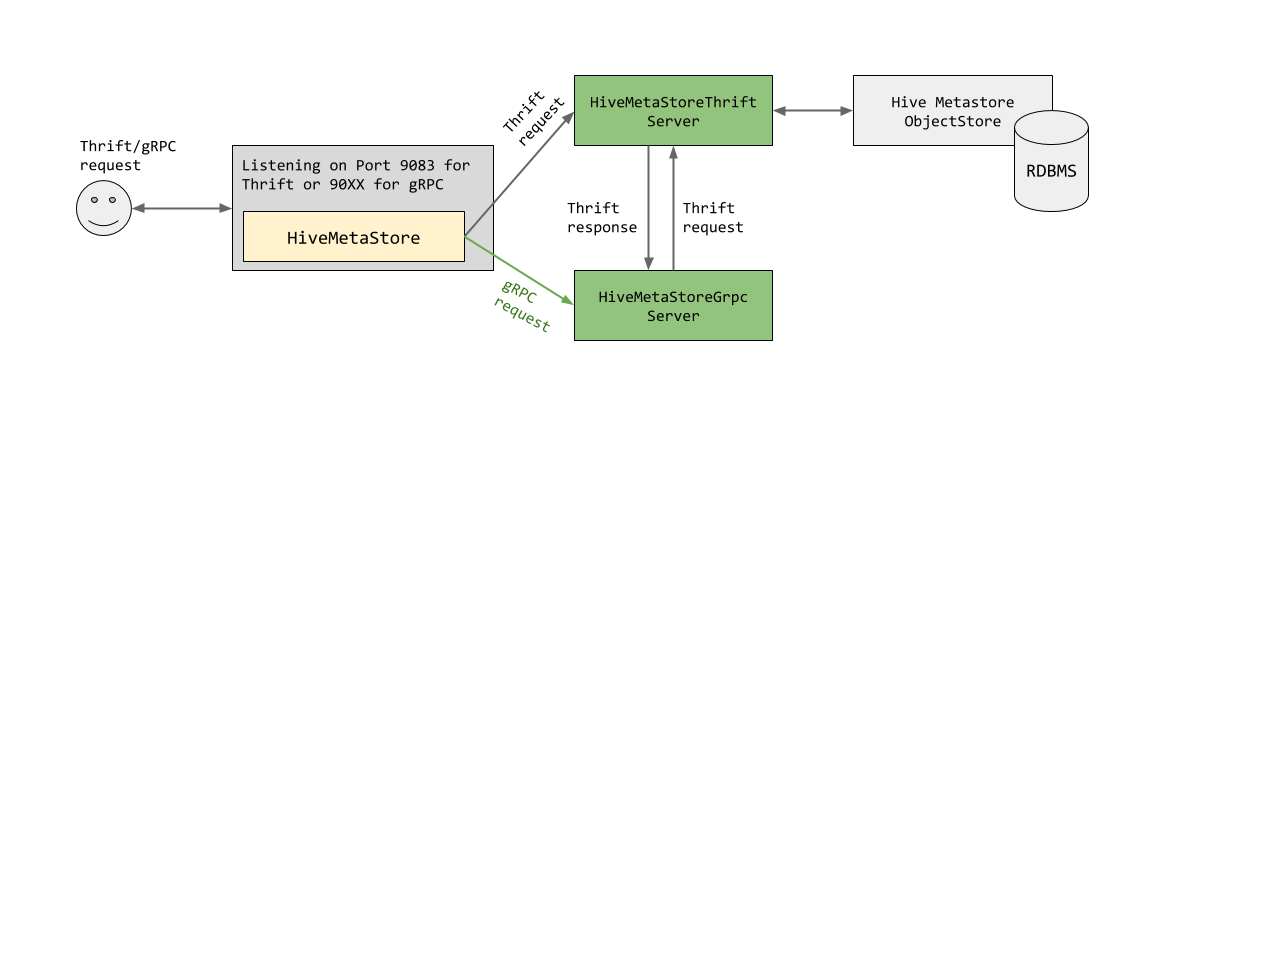 Thrift/gRPC
request
Listening on Port 9083 for
Thrift or 90XX for gRPC
HiveMetaStore
Thrift
request
gRPC
request
HiveMetaStoreThrift
Server
Thrift
response
Thrift
request
HiveMetaStoreGrpc
Server
Hive Metastore
ObjectStore
RDBMS